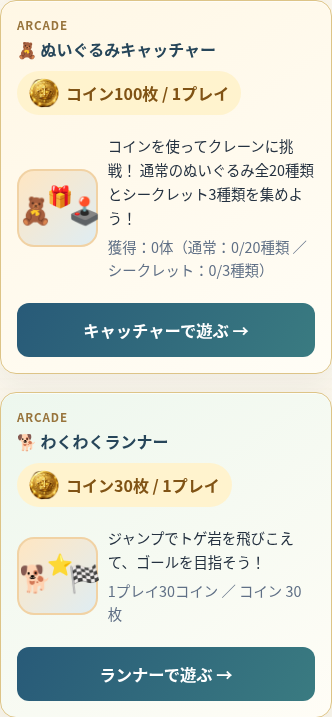 ARCADE
🧸 ぬいぐるみキャッチャー
コイン100枚 / 1プレイ
コインを使ってクレーンに挑
戦！ 通常のぬいぐるみ全20種類
とシークレット3種類を集めよ
う！
獲得：0体（通常：0/20種類 ／
シークレット：0/3種類）
キャッチャーで遊ぶ →
ARCADE
🐕 わくわくランナー
コイン30枚 / 1プレイ
ジャンプでトゲ岩を飛びこえ
て、ゴールを目指そう！
1プレイ30コイン ／ コイン 30
枚
ランナーで遊ぶ →